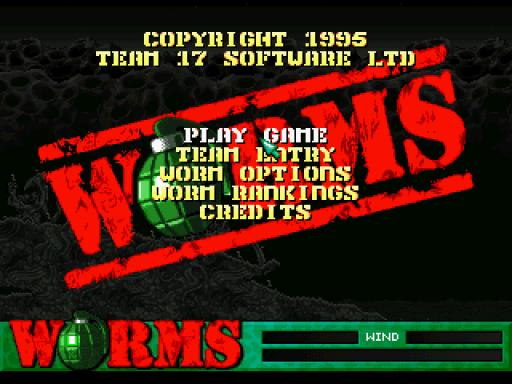 COPYRIGHT 1995
TEAM 17 SOFTWARE LTD
WORMS
PLAY GAME
TEAM ENTRY
WORM OPTIONS
WORM RANKINGS
CREDITS
WORMS
WIND